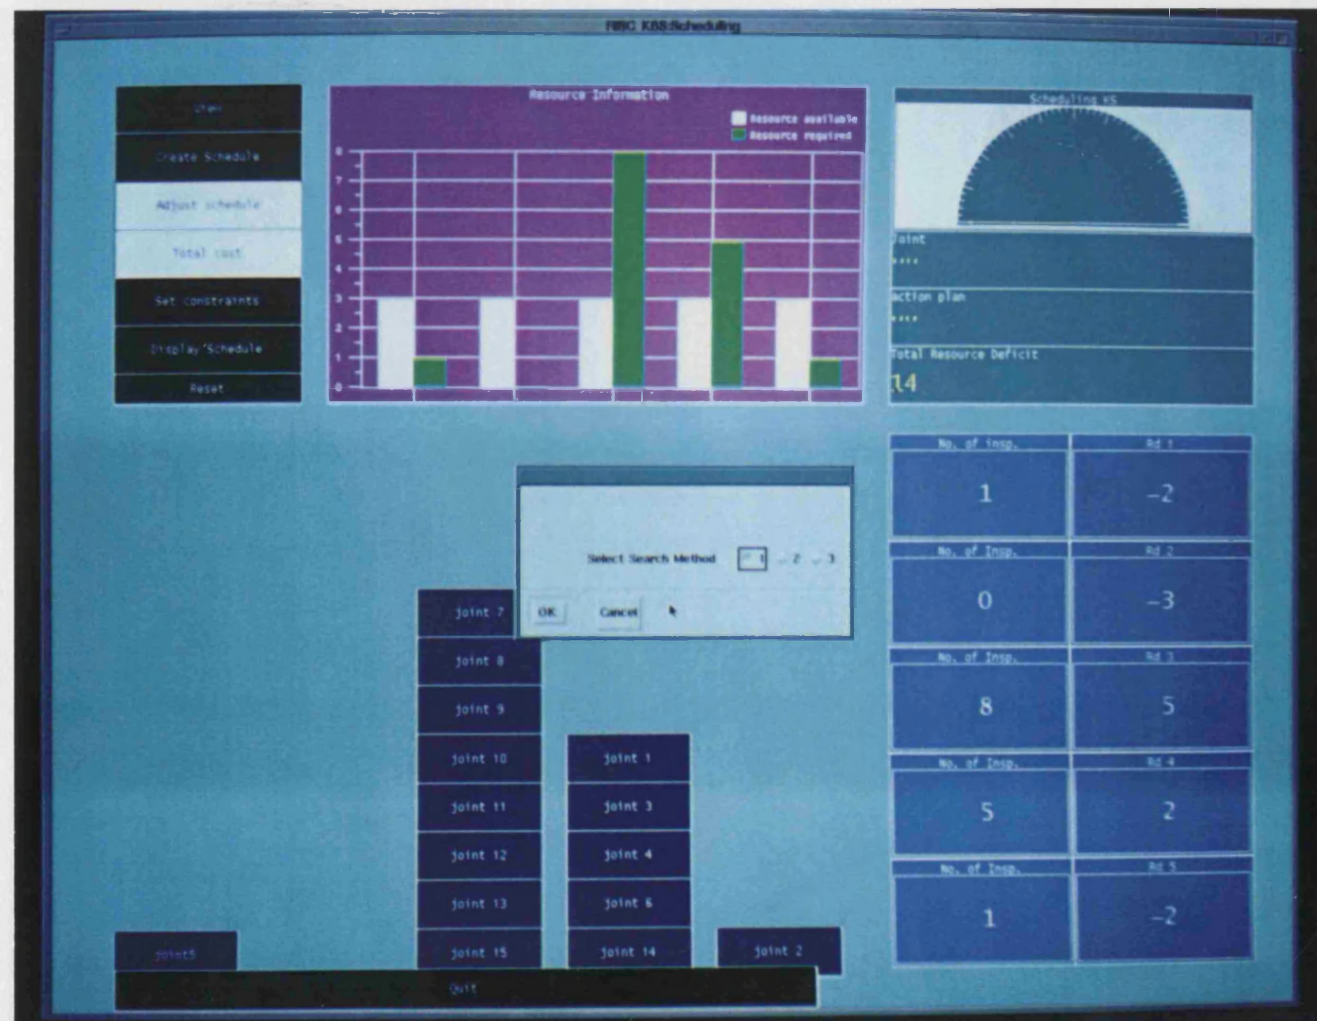 RISC KBS:Scheduling
View
Create Schedule
Adjust schedule
Total cost
Set constraints
Display Schedule
Reset
Resource Information
Resource available
Resource required
8
7
6
5
4
3
2
1
0
Scheduling KS
Joint
****
action plan
****
Total Resource Deficit
14
Select Search Method 1 2 3
OK Cancel
No. of insp. Rd 1
1 -2
No. of Insp. Rd 2
0 -3
No. of Insp. Rd 3
8 5
No. of Insp. Rd 4
5 2
No. of Insp. Rd 5
1 -2
joint 7
joint 8
joint 9
joint 10
joint 11
joint 12
joint 13
joint 15
joint 1
joint 3
joint 4
joint 6
joint 14
joint5
joint 2
Quit